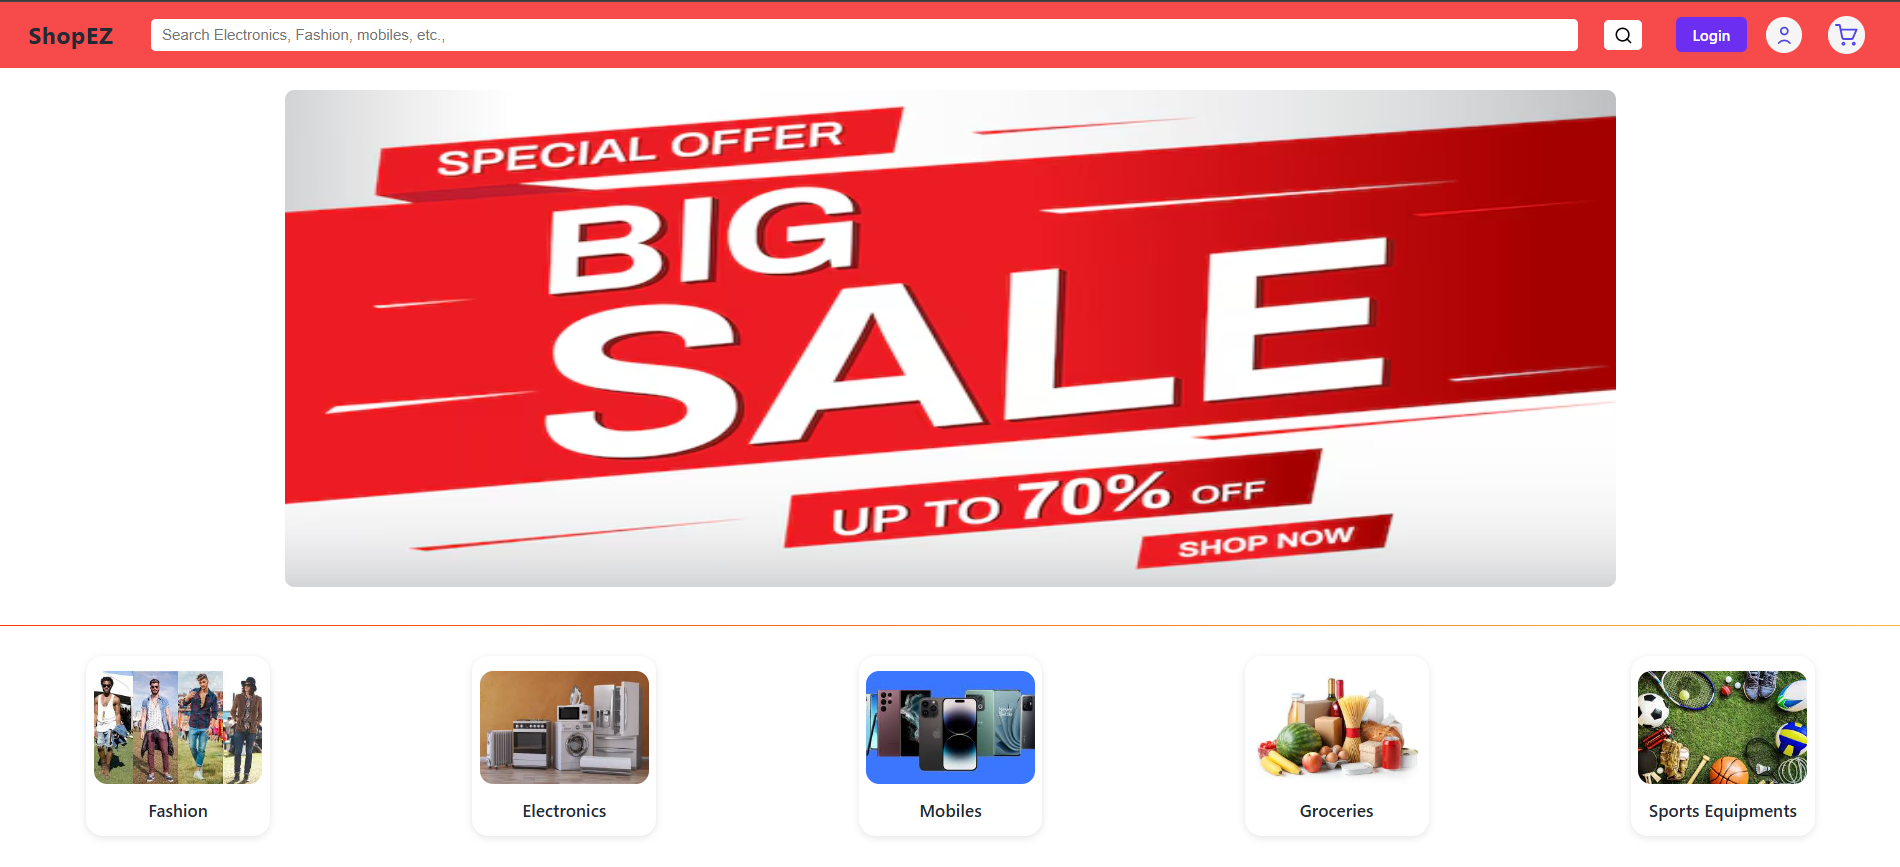 ShopEZ
Search Electronics, Fashion, mobiles, etc.,
Login
SPECIAL OFFER
BIG
SALE
UP TO 70% OFF
SHOP NOW
Fashion
Electronics
Mobiles
Groceries
Sports Equipments